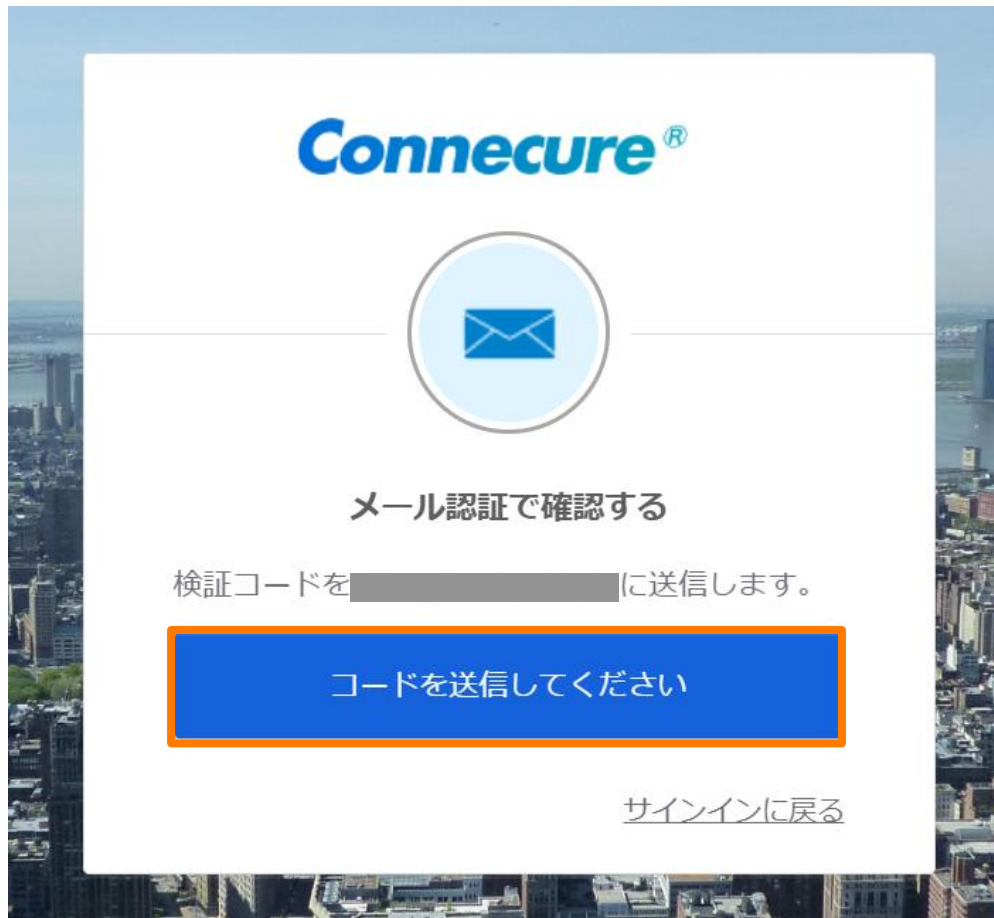 Connecure®
メール認証で確認する
検証コードを に送信します。
コードを送信してください
サインインに戻る